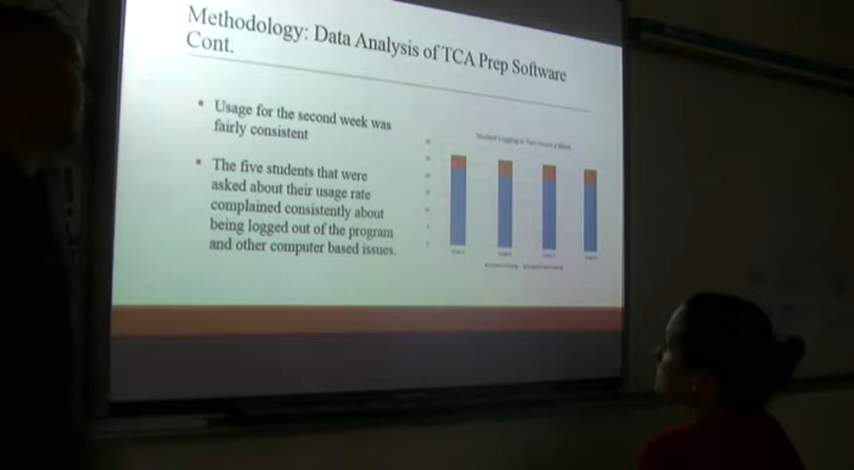 Methodology: Data Analysis of TCA Prep Software
Cont.
Usage for the second week was
fairly consistent
The five students that were
asked about their usage rate
complained consistently about
being logged out of the program
and other computer based issues.